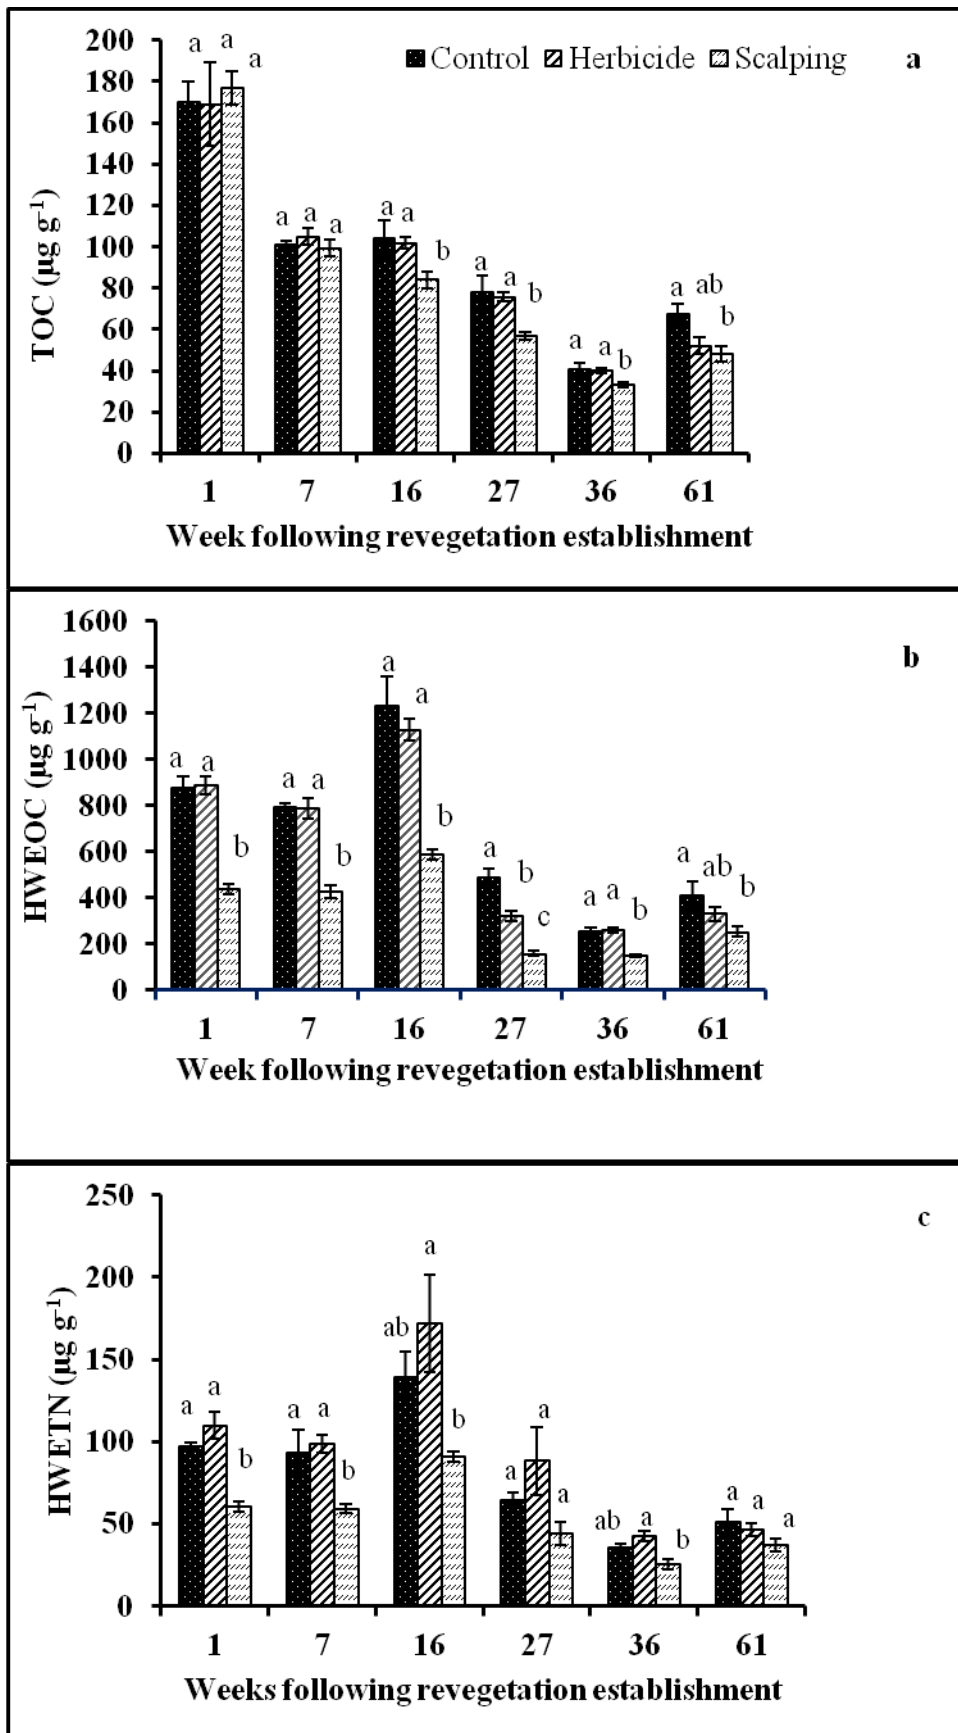 200
180
160
140
120
100
80
60
40
20
0
TOC (µg g⁻¹)
Control Herbicide Scalping
a
a a a
a a a
a a b
a a b
a a b
a ab b
1 7 16 27 36 61
Week following revegetation establishment
1600
1400
1200
1000
800
600
400
200
0
HWEOC (µg g⁻¹)
b
a a b
a a b
a a b
a b c
a a b
a ab b
1 7 16 27 36 61
Week following revegetation establishment
250
200
150
100
50
0
HWETN (µg g⁻¹)
c
a a b
a a b
ab a b
a a a
ab a b
a a a
1 7 16 27 36 61
Weeks following revegetation establishment